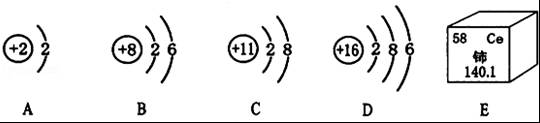 +2 2
+8 2 6
+11 2 8
+16 2 8 6
58 Ce
铈
140.1
A B C D E